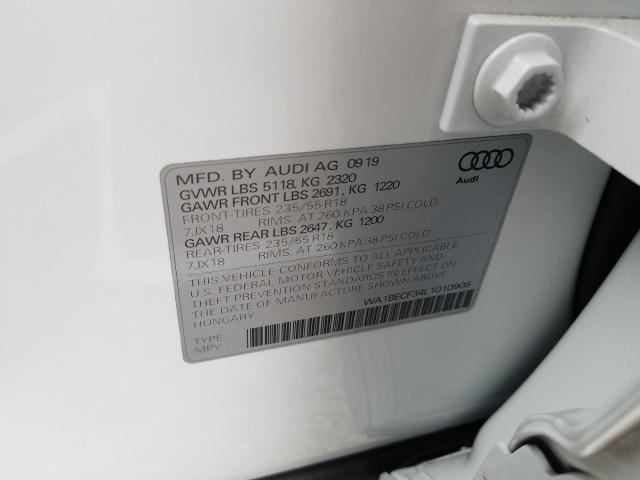 MFD. BY AUDI AG 09 19
GVWR LBS 5118, KG 2320
GAWR FRONT LBS 2691, KG 1220
FRONT-TIRES 235/55 R18
7JX18 RIMS. AT 260 KPA 38 PSI COLD
GAWR REAR LBS 2647, KG 1200
REAR-TIRES 235/55 R18
7JX18 RIMS. AT 260 KPA 38 PSI COLD
THIS VEHICLE CONFORMS TO ALL APPLICABLE
U.S. FEDERAL MOTOR VEHICLE SAFETY AND
THEFT PREVENTION STANDARDS IN EFFECT ON
THE DATE OF MANUFACTURE SHOWN ABOVE.
HUNGARY
WA1BECF34L1010908
TYPE
MPV
Audi